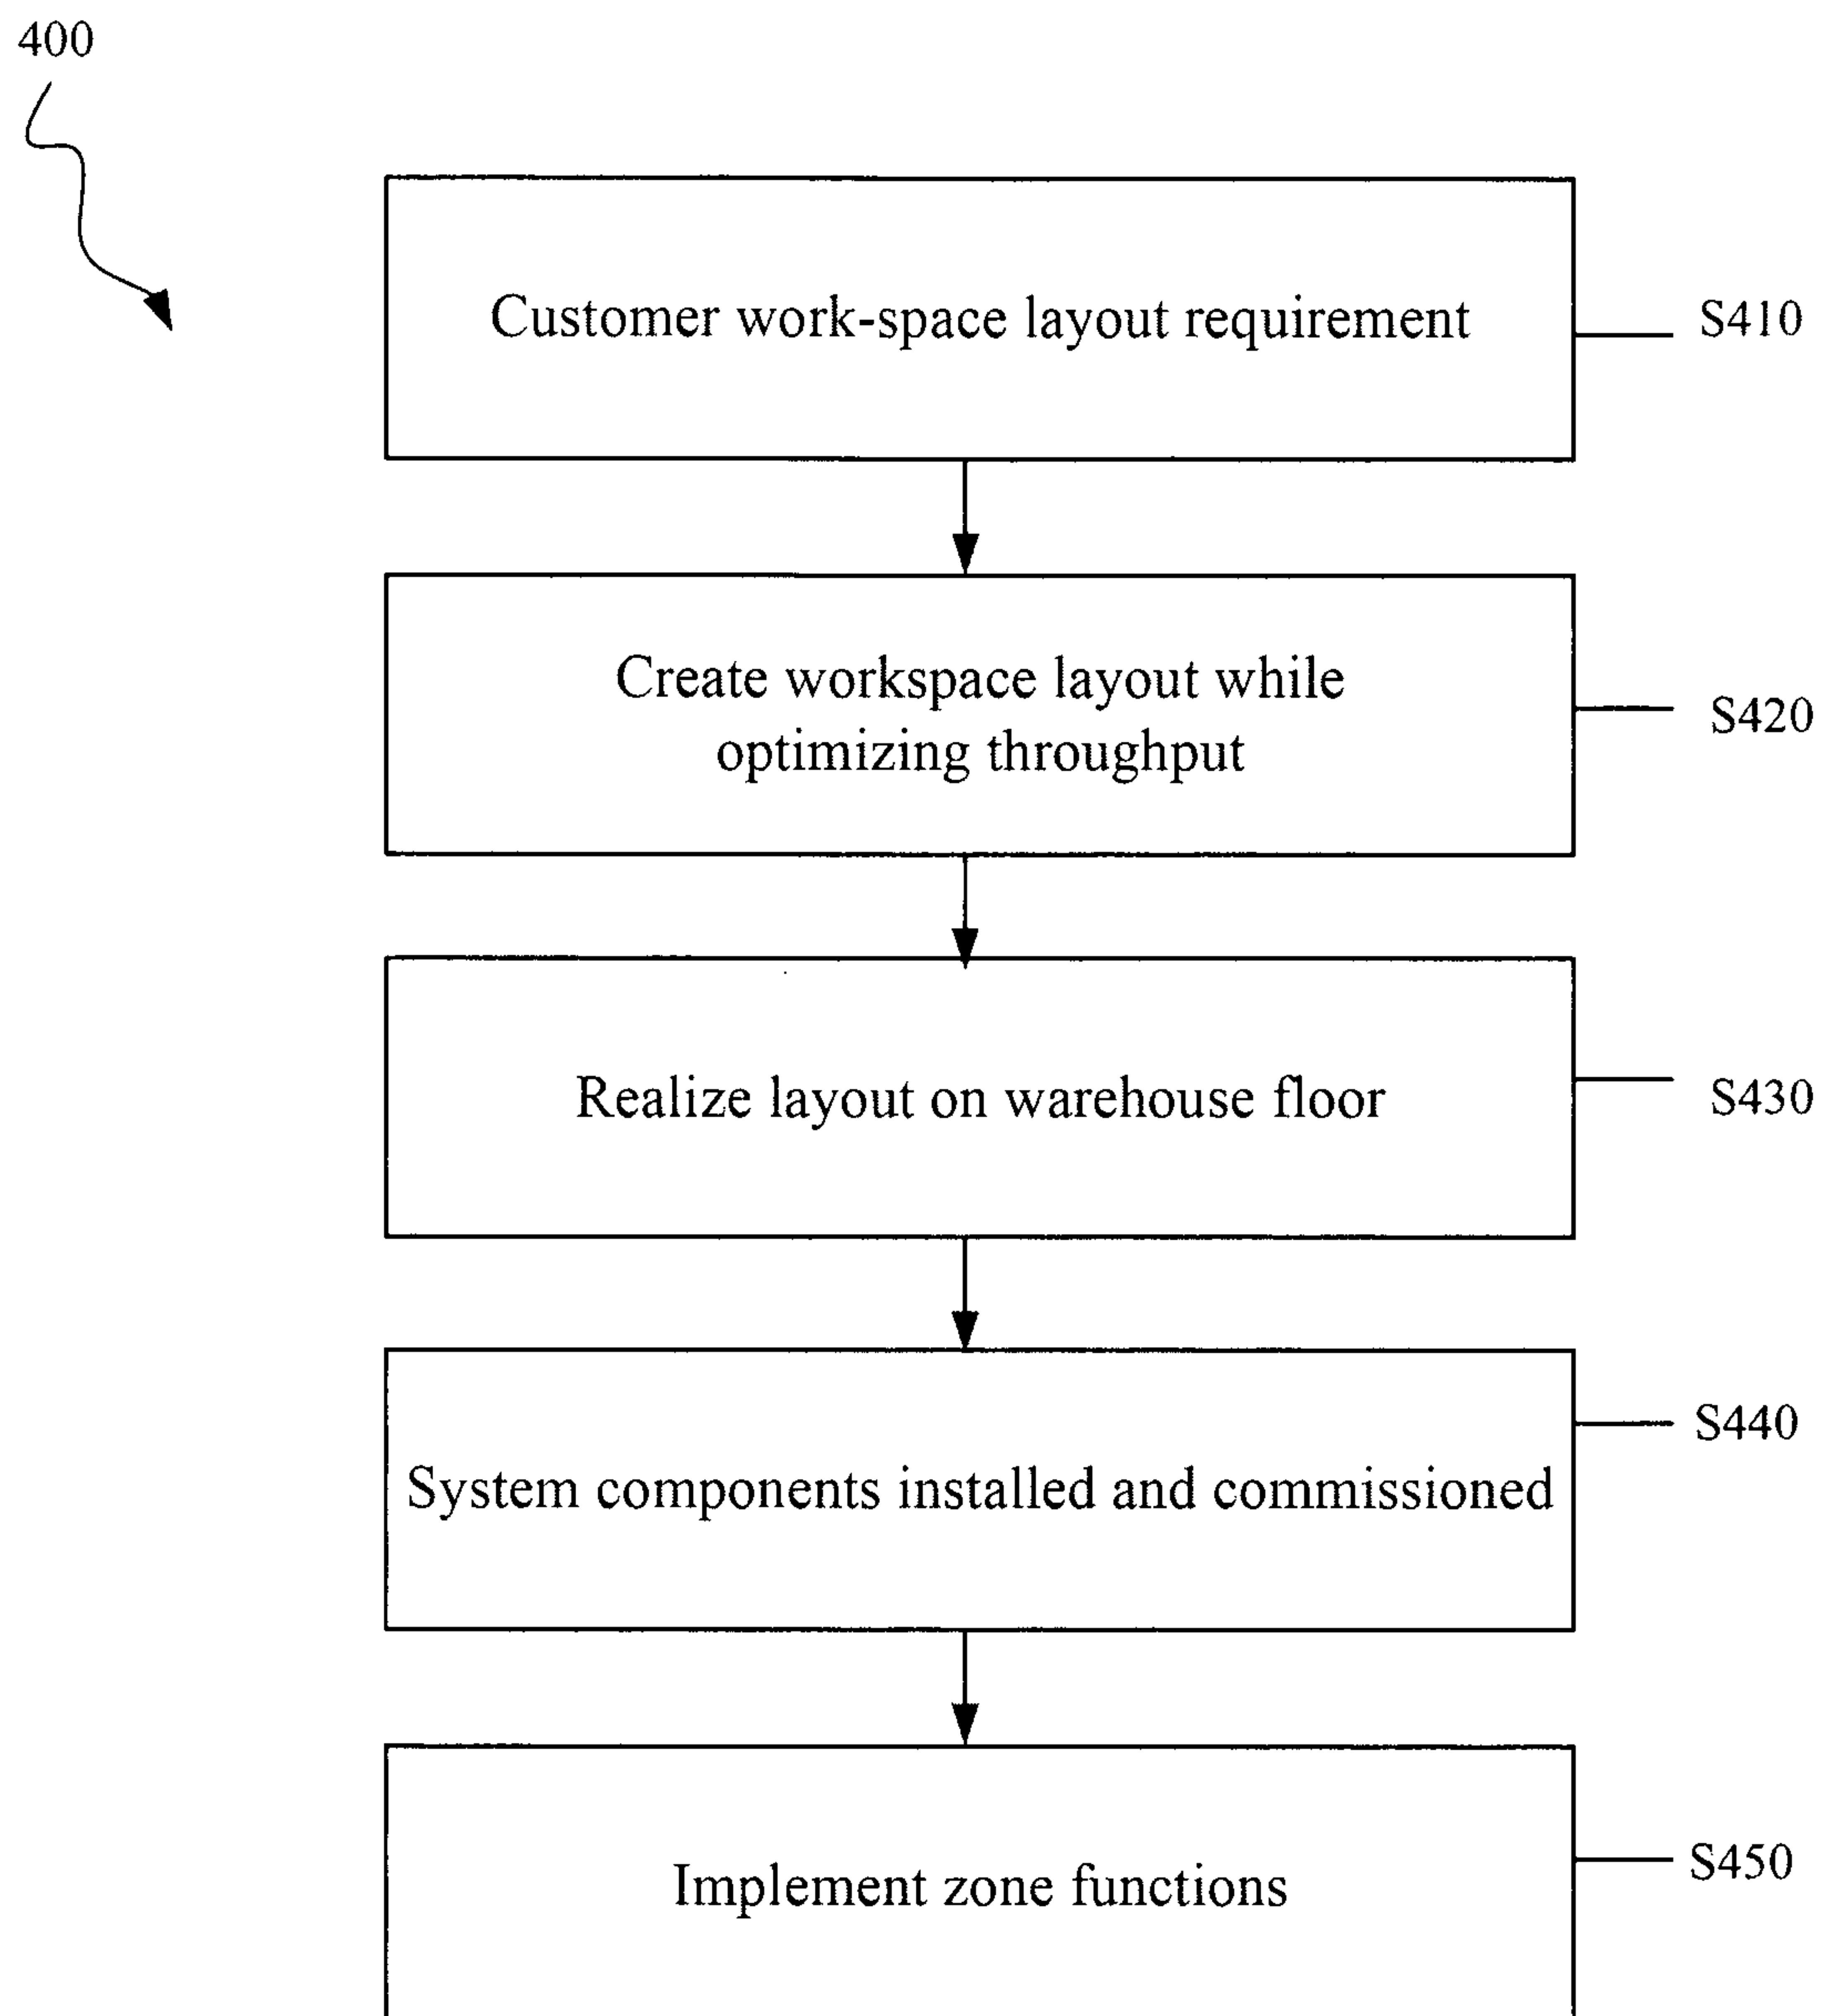 400
Customer work-space layout requirement
S410
Create workspace layout while
optimizing throughput
S420
Realize layout on warehouse floor
S430
System components installed and commissioned
S440
Implement zone functions
S450